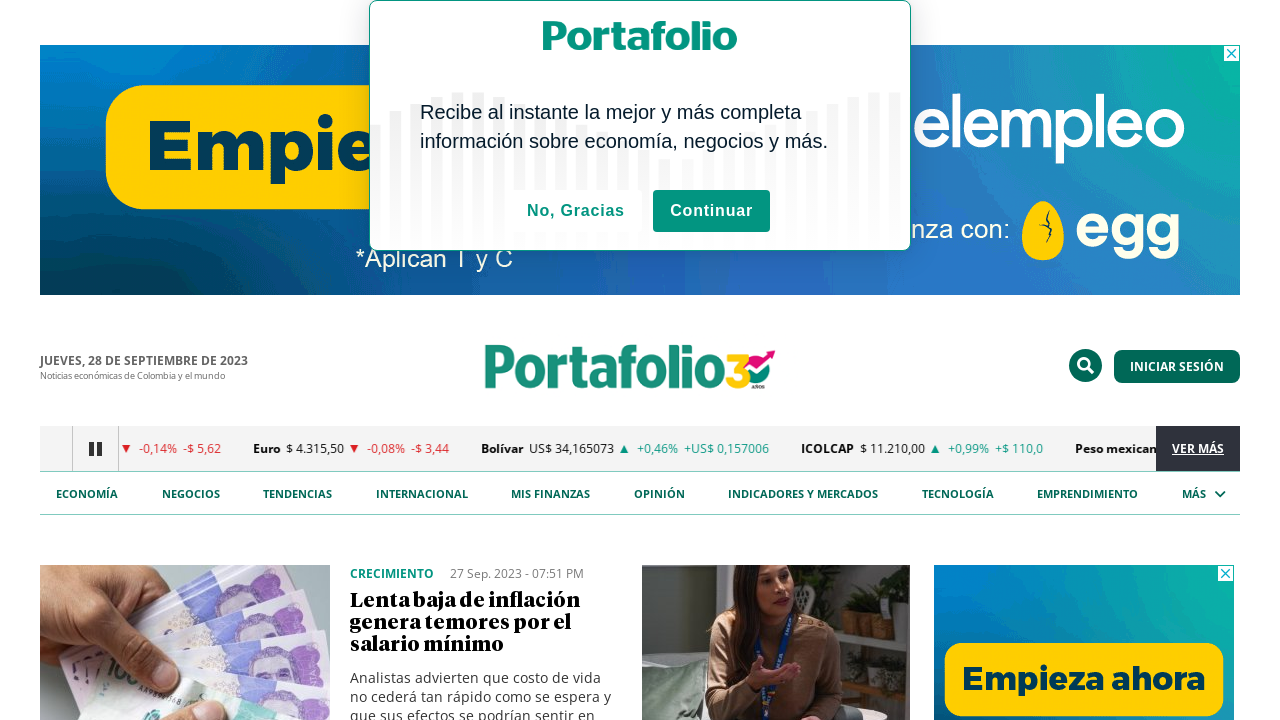 Portafolio
Recibe al instante la mejor y más completa
información sobre economía, negocios y más.
No, Gracias
Continuar
elempleo
nza con: egg
*Aplican T y C
JUEVES, 28 DE SEPTIEMBRE DE 2023
Noticias económicas de Colombia y el mundo
Portafolio 30
AÑOS
INICIAR SESIÓN
▼ -0,14% -$ 5,62 Euro $ 4.315,50 ▼ -0,08% -$ 3,44 Bolívar US$ 34,165073 ▲ +0,46% +US$ 0,157006 ICOLCAP $ 11.210,00 ▲ +0,99% +$ 110,0 Peso mexican
VER MÁS
ECONOMÍA NEGOCIOS TENDENCIAS INTERNACIONAL MIS FINANZAS OPINIÓN INDICADORES Y MERCADOS TECNOLOGÍA EMPRENDIMIENTO MÁS
CRECIMIENTO 27 Sep. 2023 - 07:51 PM
Lenta baja de inflación
genera temores por el
salario mínimo
Analistas advierten que costo de vida
no cederá tan rápido como se espera y
que sus efectos se podrían sentir en
Empieza ahora